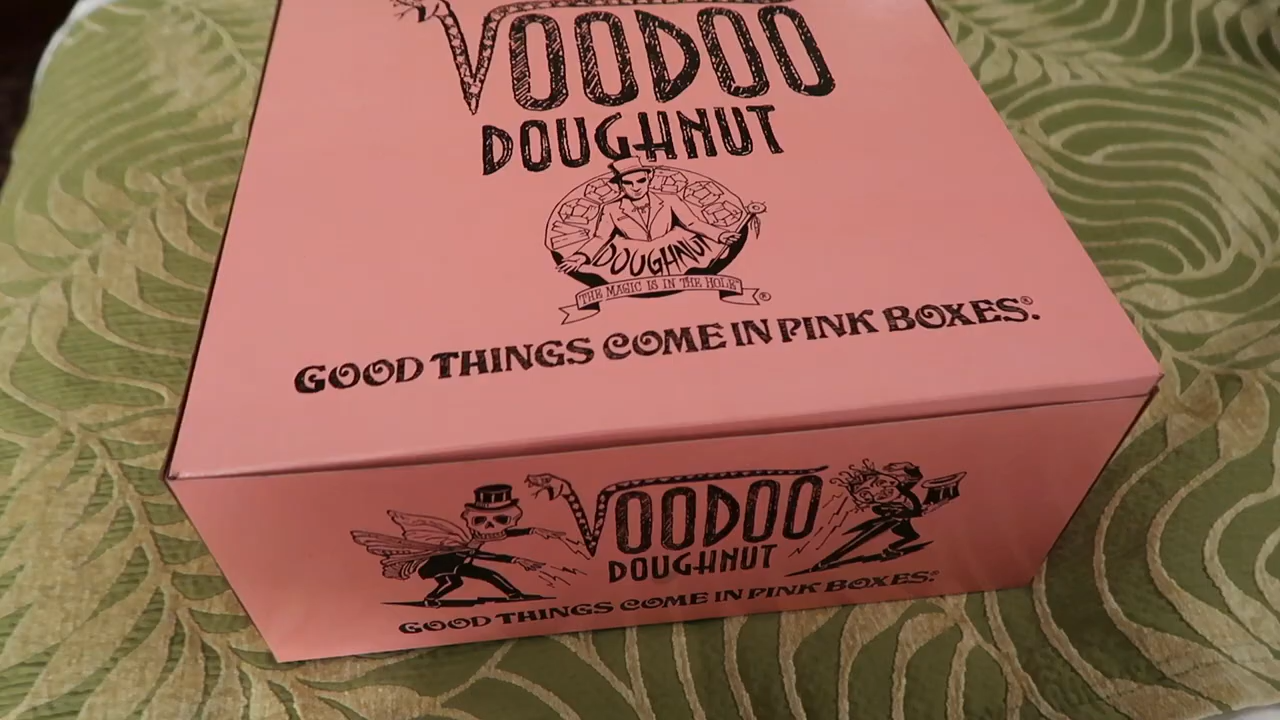 VOODOO
DOUGHNUT
DOUGHNUT
THE MAGIC IS IN THE HOLE
®
GOOD THINGS COME IN PINK BOXES®.
VOODOO
DOUGHNUT
GOOD THINGS COME IN PINK BOXES.®